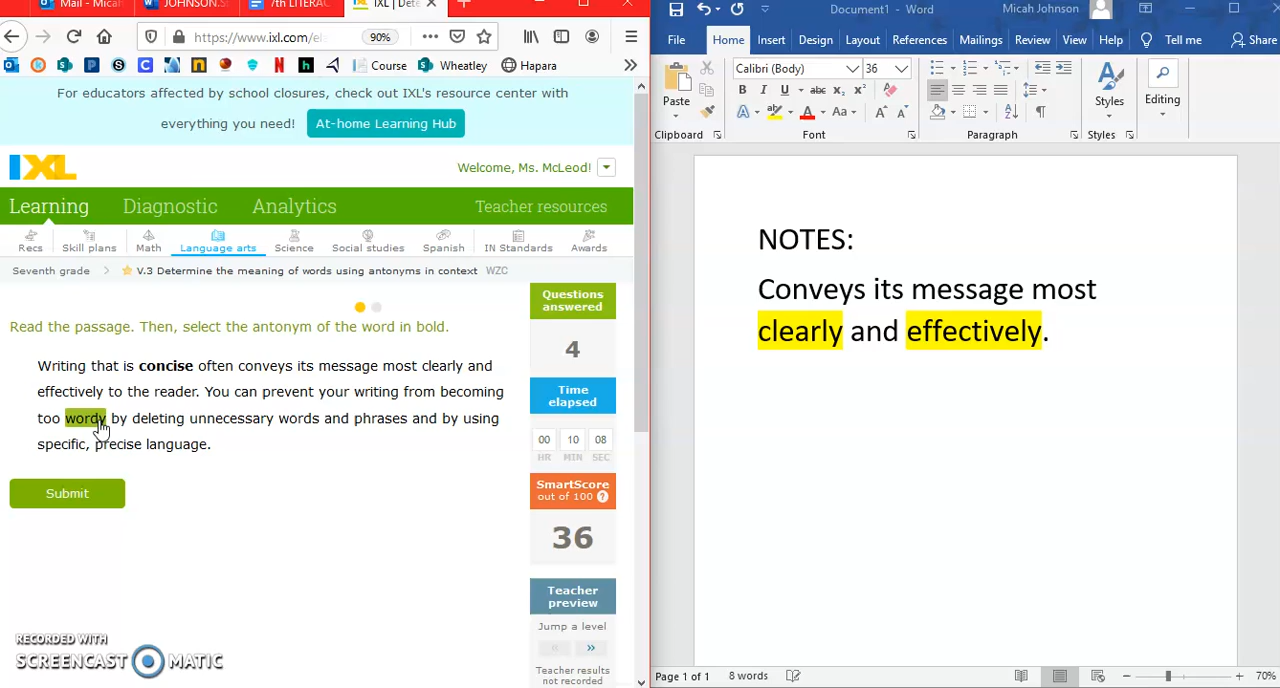 Mail - Micah
JOHNSON.S
7th LITERAC
IXL | Dete
https://www.ixl.com/el
90%
Course
Wheatley
Hapara
For educators affected by school closures, check out IXL's resource center with
everything you need!
At-home Learning Hub
IXL
Welcome, Ms. McLeod!
Learning
Diagnostic
Analytics
Teacher resources
Recs
Skill plans
Math
Language arts
Science
Social studies
Spanish
IN Standards
Awards
Seventh grade
V.3 Determine the meaning of words using antonyms in context
WZC
Read the passage. Then, select the antonym of the word in bold.
Writing that is concise often conveys its message most clearly and
effectively to the reader. You can prevent your writing from becoming
too wordy by deleting unnecessary words and phrases and by using
specific, precise language.
Submit
Questions
answered
4
Time
elapsed
00 10 08
HR MIN SEC
SmartScore
out of 100 ?
36
Teacher
preview
Jump a level
Teacher results
not recorded
RECORDED WITH
SCREENCAST MATIC
Document1 - Word
Micah Johnson
File
Home
Insert
Design
Layout
References
Mailings
Review
View
Help
Tell me
Share
Paste
Clipboard
Calibri (Body)
36
Font
Paragraph
Styles
Styles
Editing
NOTES:
Conveys its message most
clearly and effectively.
Page 1 of 1
8 words
70%